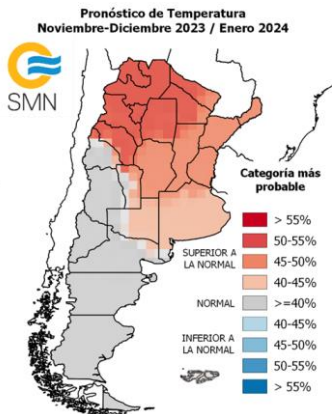 Pronóstico de Temperatura
Noviembre-Diciembre 2023 / Enero 2024
SMN
Categoría más
probable
> 55%
50-55%
SUPERIOR A
LA NORMAL
45-50%
40-45%
NORMAL
>=40%
40-45%
INFERIOR A
LA NORMAL
45-50%
50-55%
> 55%